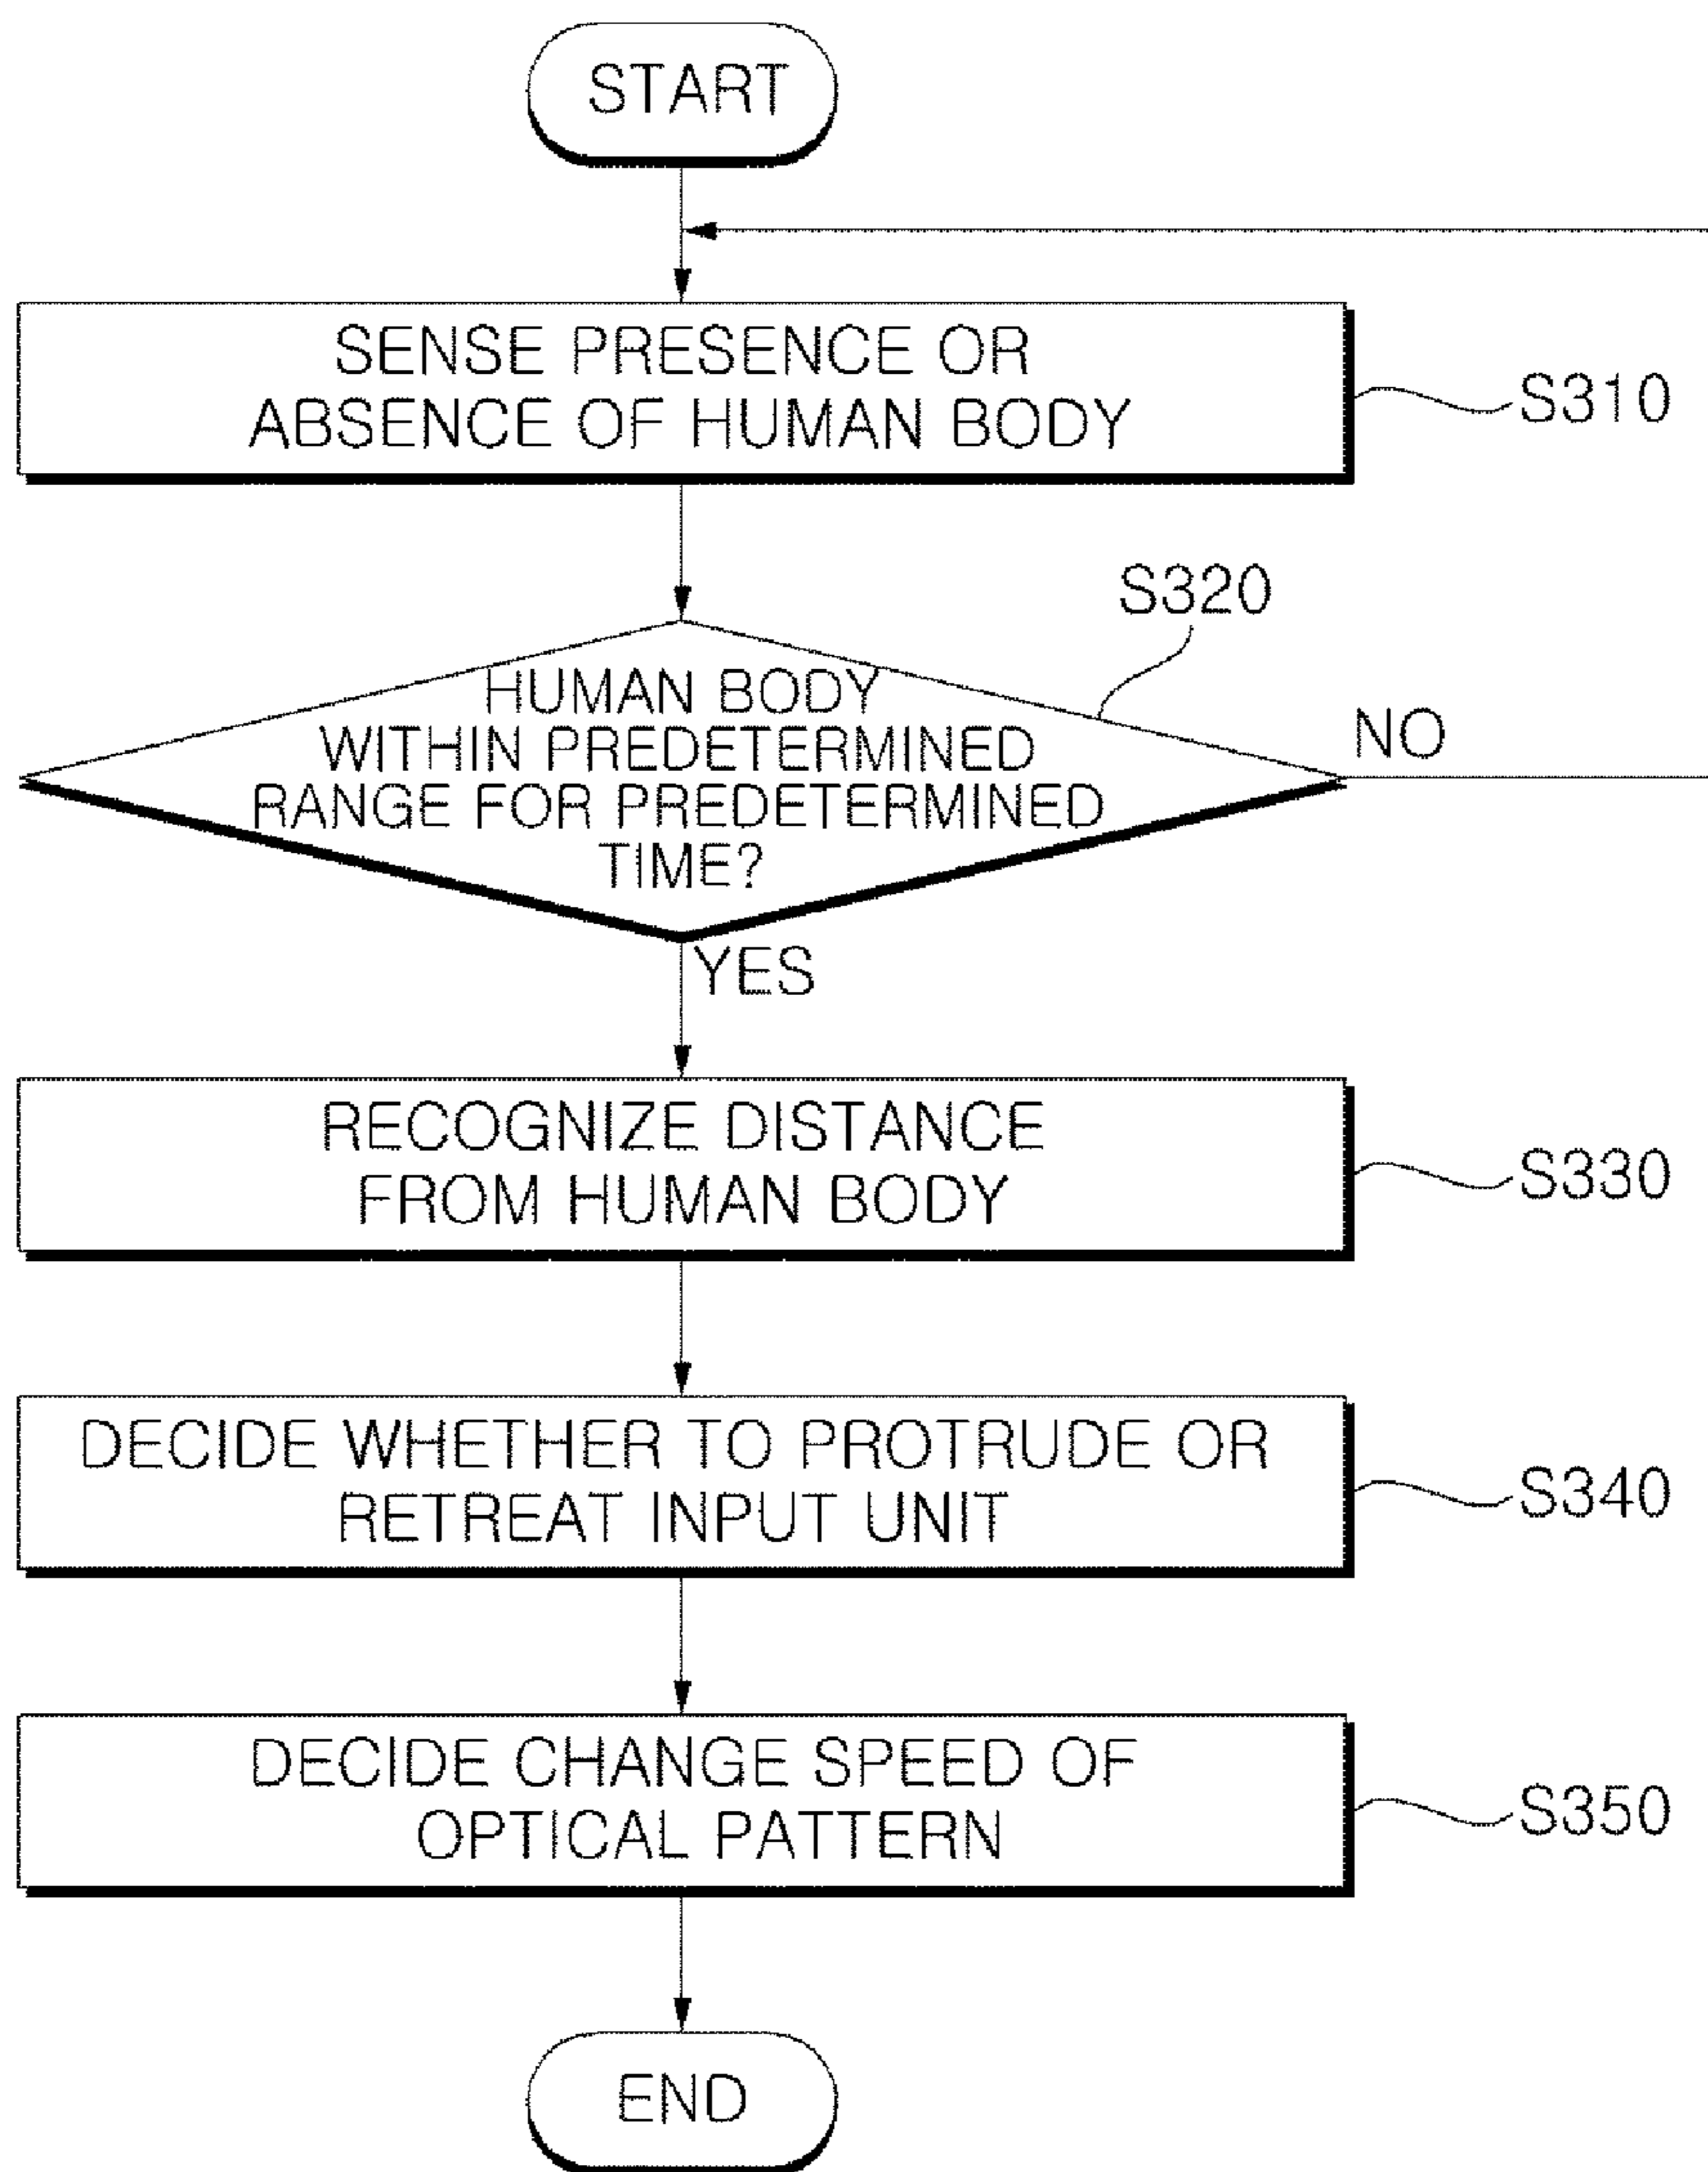 START
SENSE PRESENCE OR
ABSENCE OF HUMAN BODY
S310
S320
HUMAN BODY
WITHIN PREDETERMINED
RANGE FOR PREDETERMINED
TIME?
NO
YES
RECOGNIZE DISTANCE
FROM HUMAN BODY
S330
DECIDE WHETHER TO PROTRUDE OR
RETREAT INPUT UNIT
S340
DECIDE CHANGE SPEED OF
OPTICAL PATTERN
S350
END